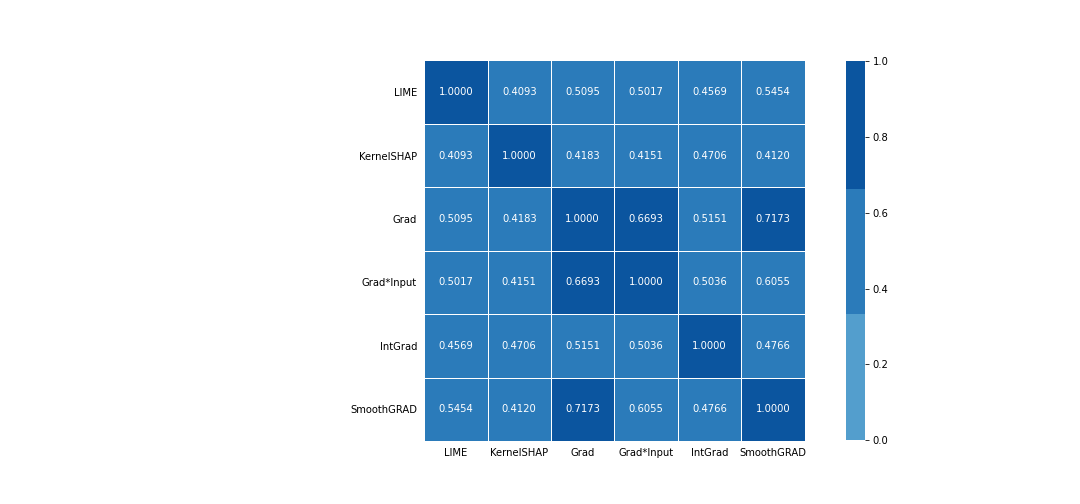 LIME 1.0000 0.4093 0.5095 0.5017 0.4569 0.5454
KernelSHAP 0.4093 1.0000 0.4183 0.4151 0.4706 0.4120
Grad 0.5095 0.4183 1.0000 0.6693 0.5151 0.7173
Grad*Input 0.5017 0.4151 0.6693 1.0000 0.5036 0.6055
IntGrad 0.4569 0.4706 0.5151 0.5036 1.0000 0.4766
SmoothGRAD 0.5454 0.4120 0.7173 0.6055 0.4766 1.0000
LIME KernelSHAP Grad Grad*Input IntGrad SmoothGRAD
1.0
0.8
0.6
0.4
0.2
0.0